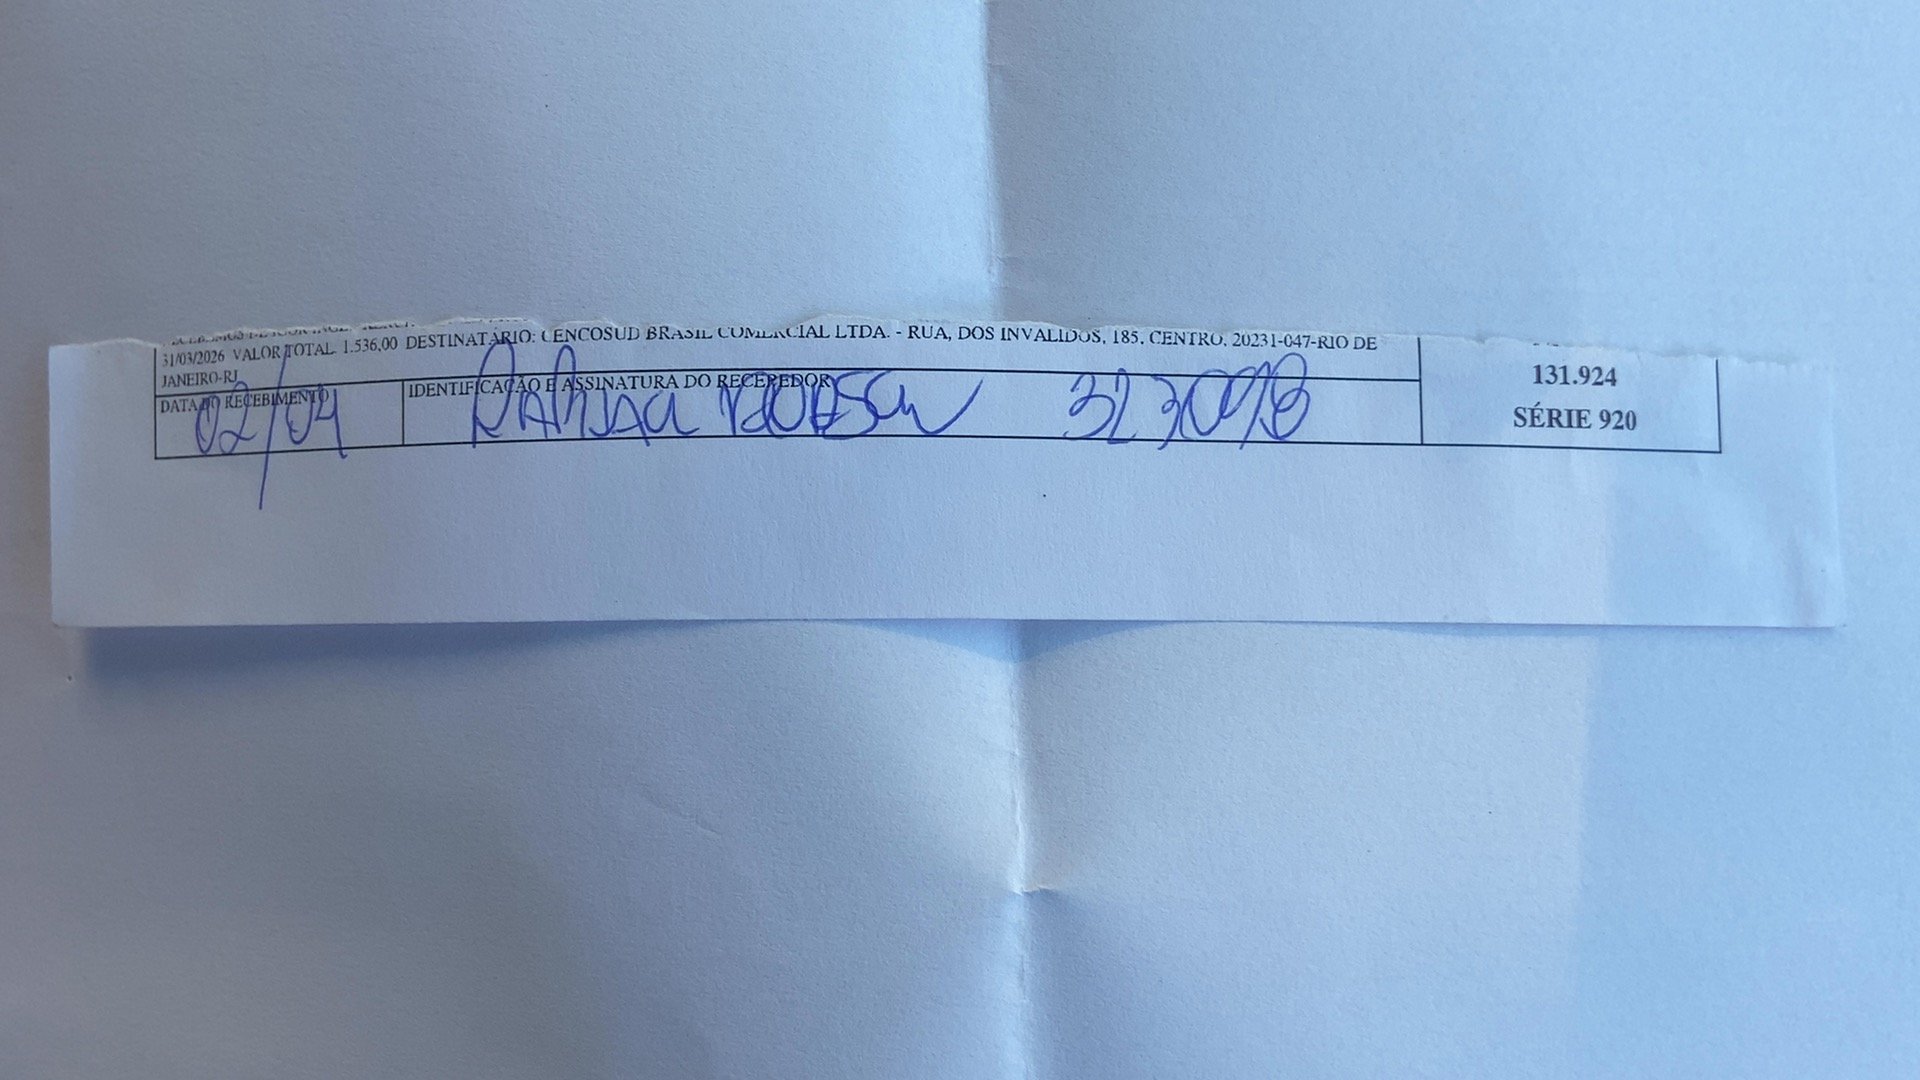 31/03/2026 VALOR TOTAL. 1.536,00 DESTINATÁRIO: CENCOSUD BRASIL COMERCIAL LTDA. - RUA, DOS INVALIDOS, 185, CENTRO, 20231-047-RIO DE
JANEIRO-RJ
131.924
SÉRIE 920
DATA DO RECEBIMENTO
IDENTIFICAÇÃO E ASSINATURA DO RECEBEDOR
02/04